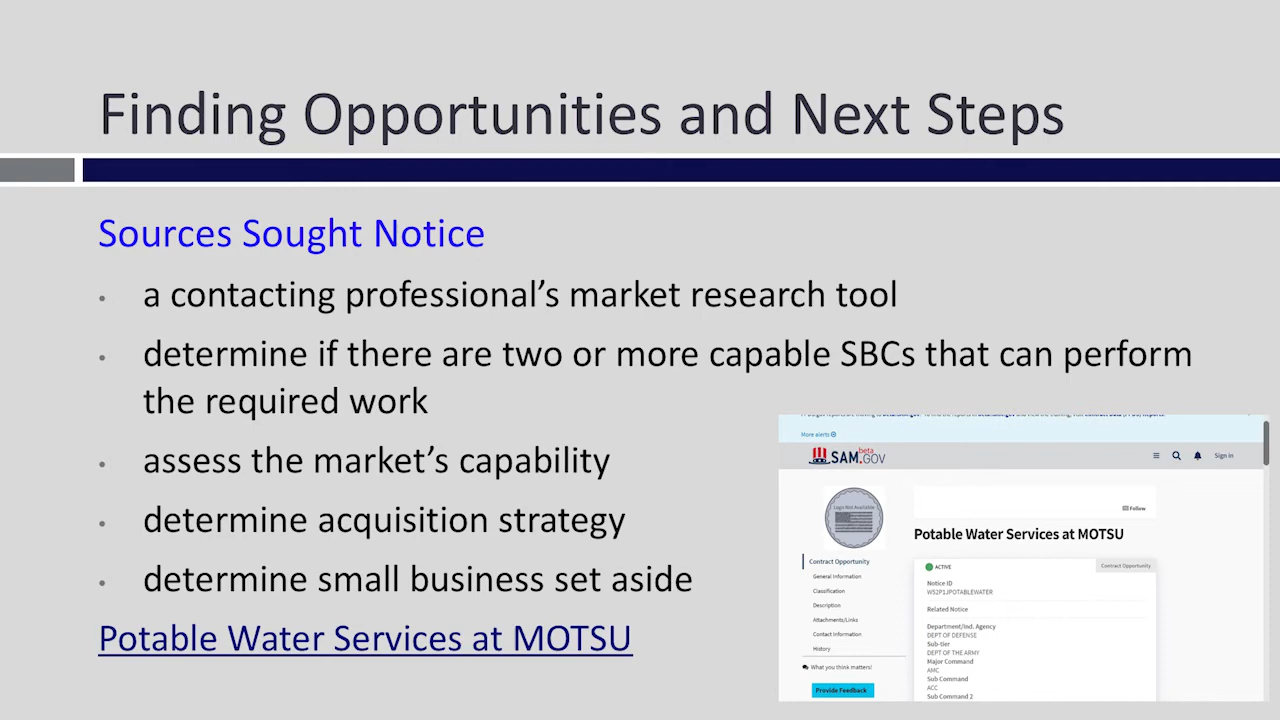 Finding Opportunities and Next Steps
Sources Sought Notice
• a contacting professional’s market research tool
• determine if there are two or more capable SBCs that can perform
the required work
• assess the market’s capability
• determine acquisition strategy
• determine small business set aside
Potable Water Services at MOTSU
More alerts
beta
SAM.GOV
Sign in
Logo Not Available
Follow
Potable Water Services at MOTSU
Contract Opportunity
General Information
Classification
Description
Attachments/Links
Contact Information
History
What you think matters!
Provide Feedback
ACTIVE
Contract Opportunity
Notice ID
W52P1JPOTABLEWATER
Related Notice
Department/Ind. Agency
DEPT OF DEFENSE
Sub-tier
DEPT OF THE ARMY
Major Command
AMC
Sub Command
ACC
Sub Command 2